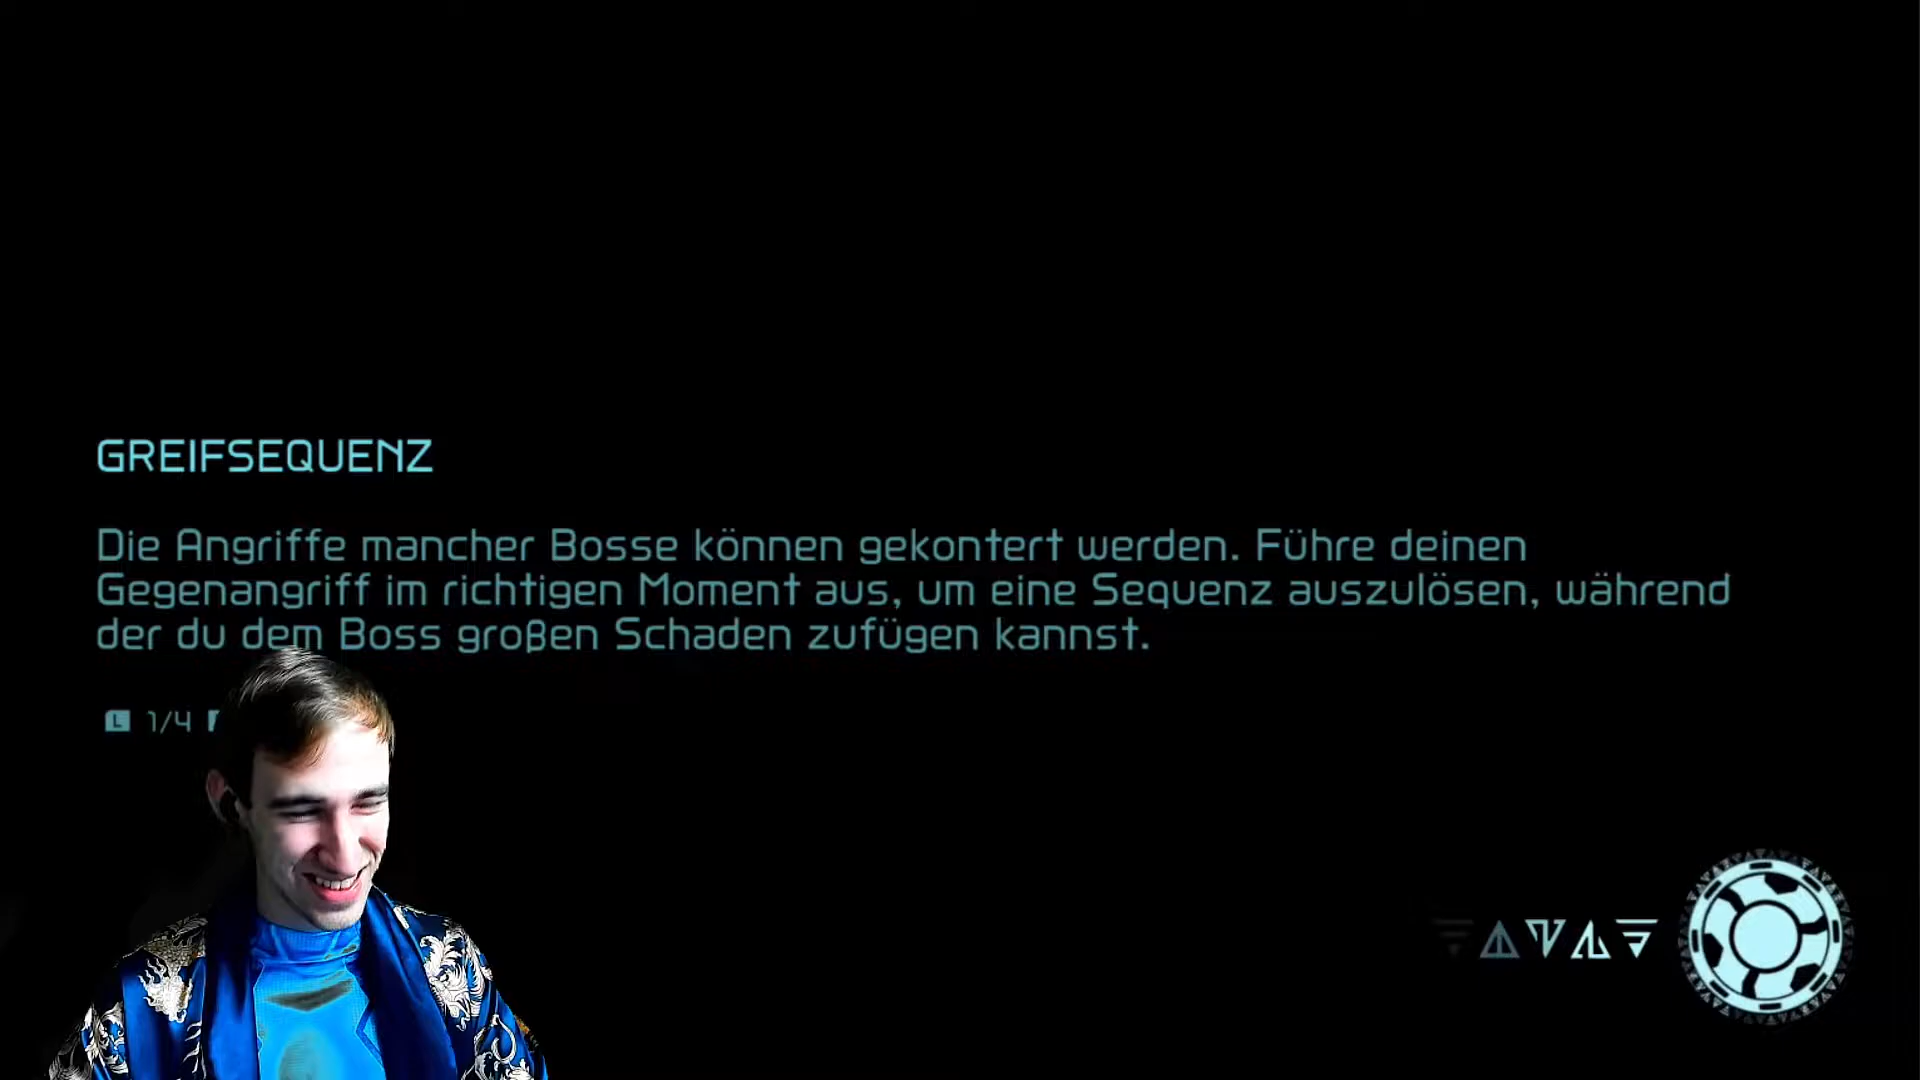 GREIFSEQUENZ
Die Angriffe mancher Bosse können gekontert werden. Führe deinen
Gegenangriff im richtigen Moment aus, um eine Sequenz auszulösen, während
der du dem Boss großen Schaden zufügen kannst.
L 1/4